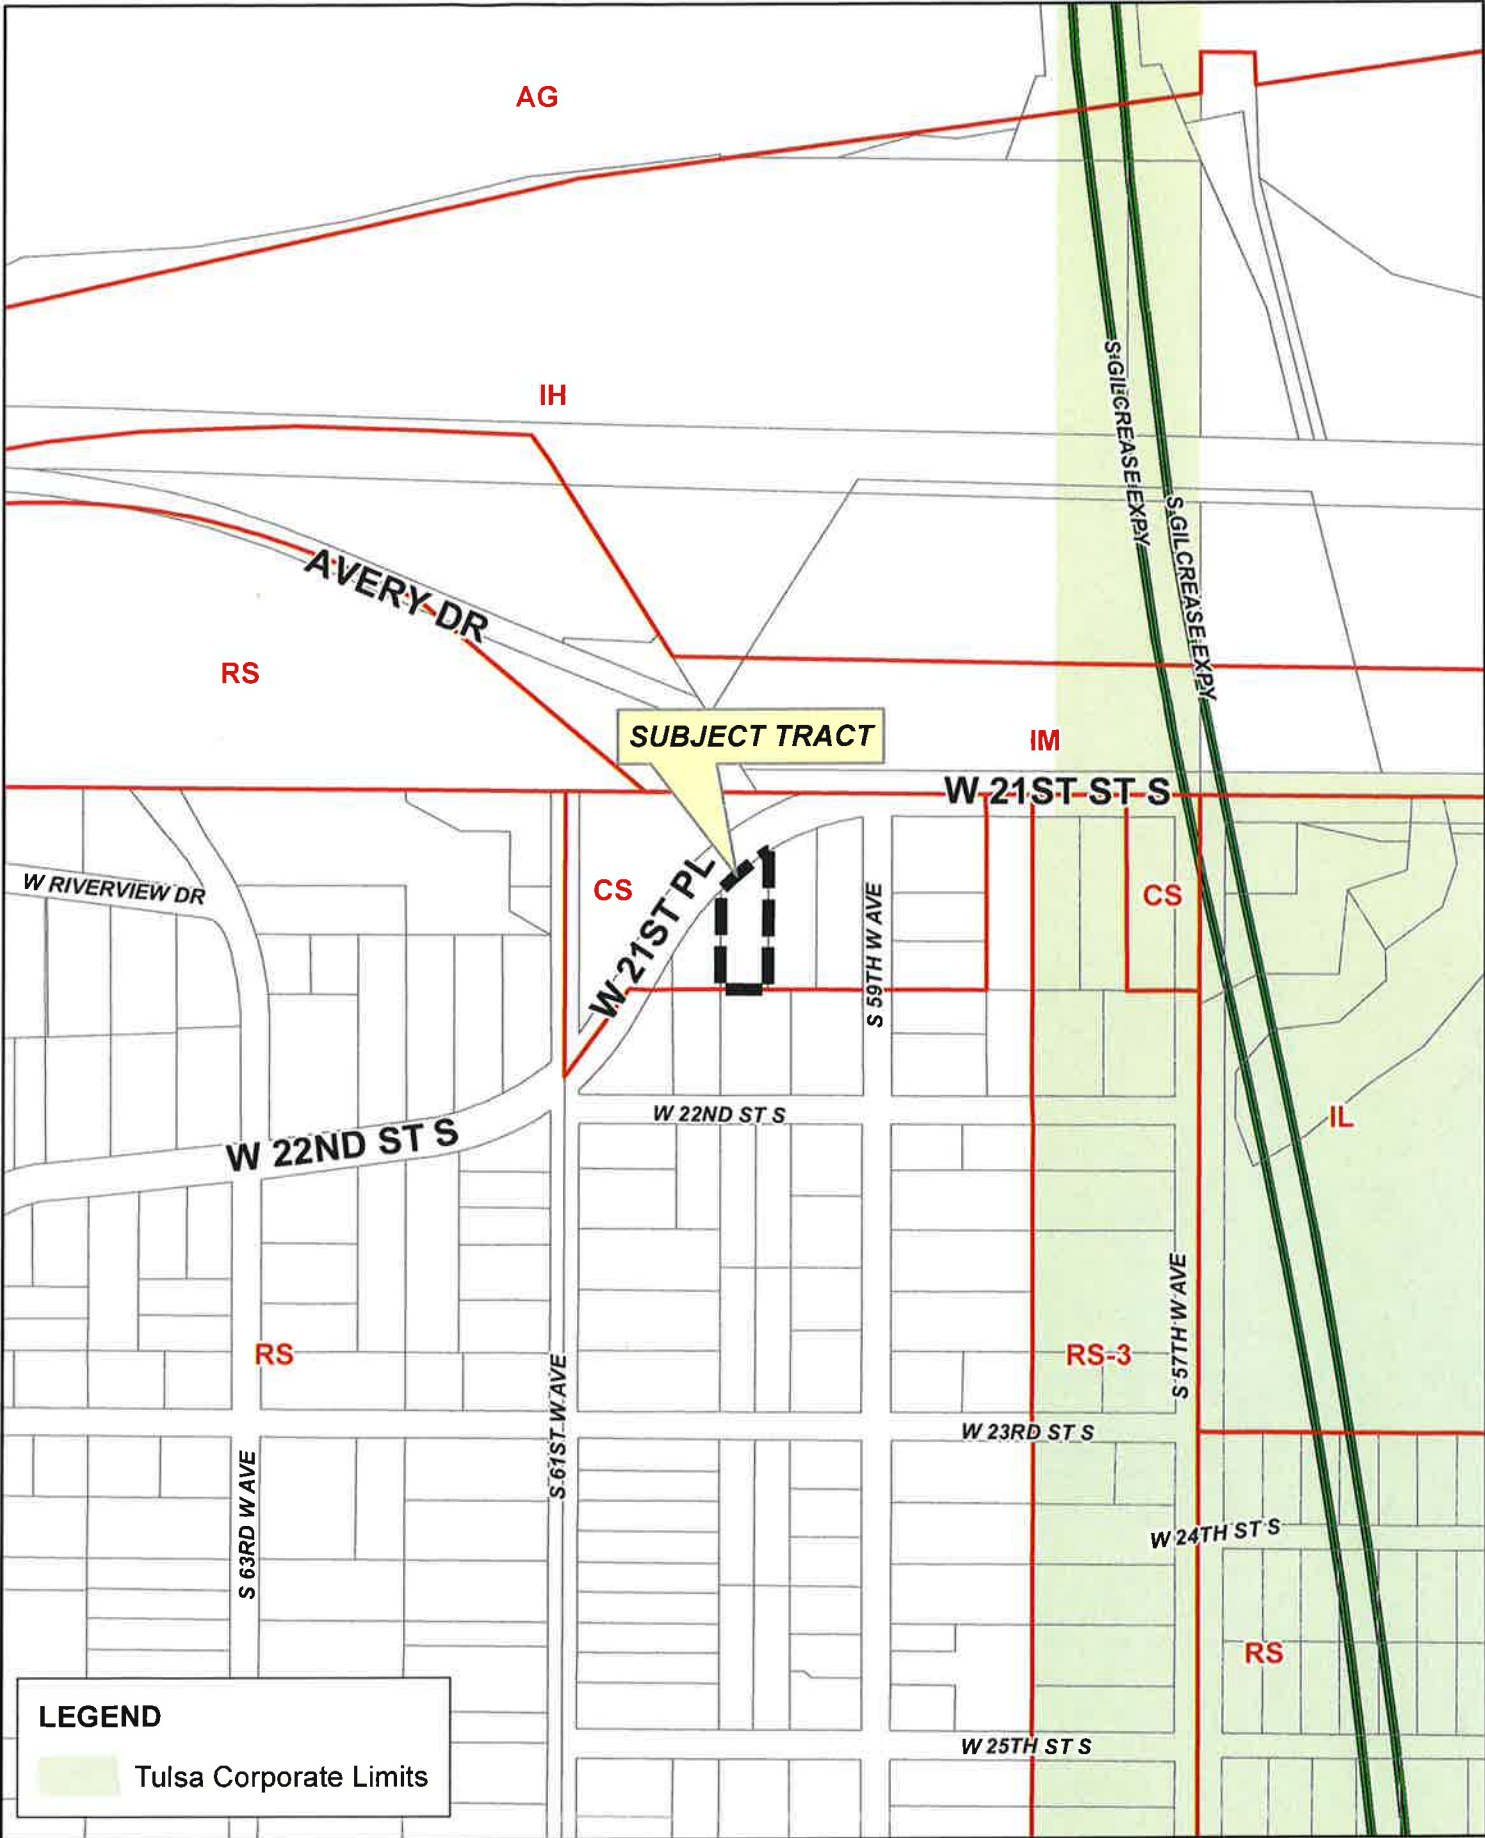 AG
IH
S GILCREASE EXPY
S GILCREASE EXPY
AVERY DR
RS
SUBJECT TRACT
IM
W 21ST ST S
W RIVERVIEW DR
CS
W 21ST PL
CS
S 59TH W AVE
W 22ND ST S
W 22ND ST S
IL
RS
RS-3
S 57TH W AVE
S 61ST W AVE
W 23RD ST S
S 63RD W AVE
W 24TH ST S
RS
LEGEND
Tulsa Corporate Limits
W 25TH ST S